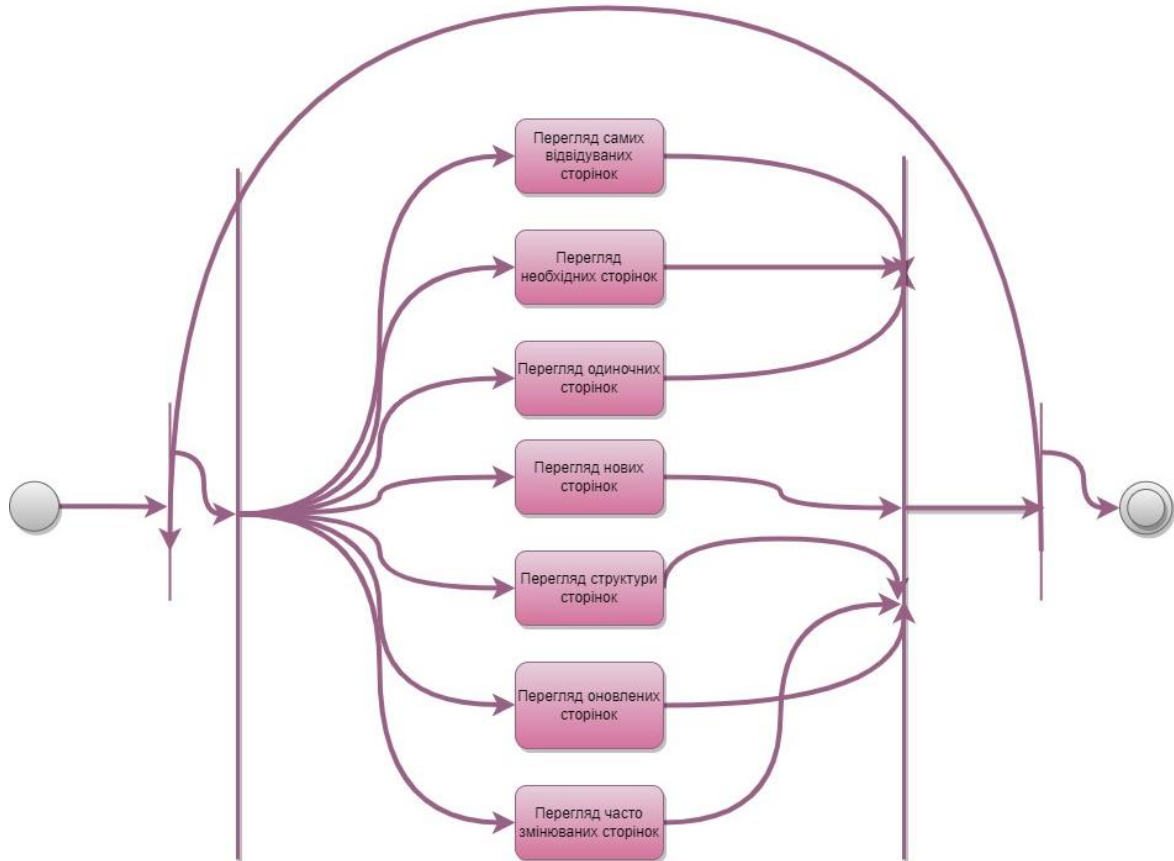 Перегляд самих
відвідуваних
сторінок
Перегляд
необхідних сторінок
Перегляд одиночних
сторінок
Перегляд нових
сторінок
Перегляд структури
сторінок
Перегляд оновлених
сторінок
Перегляд часто
змінюваних сторінок